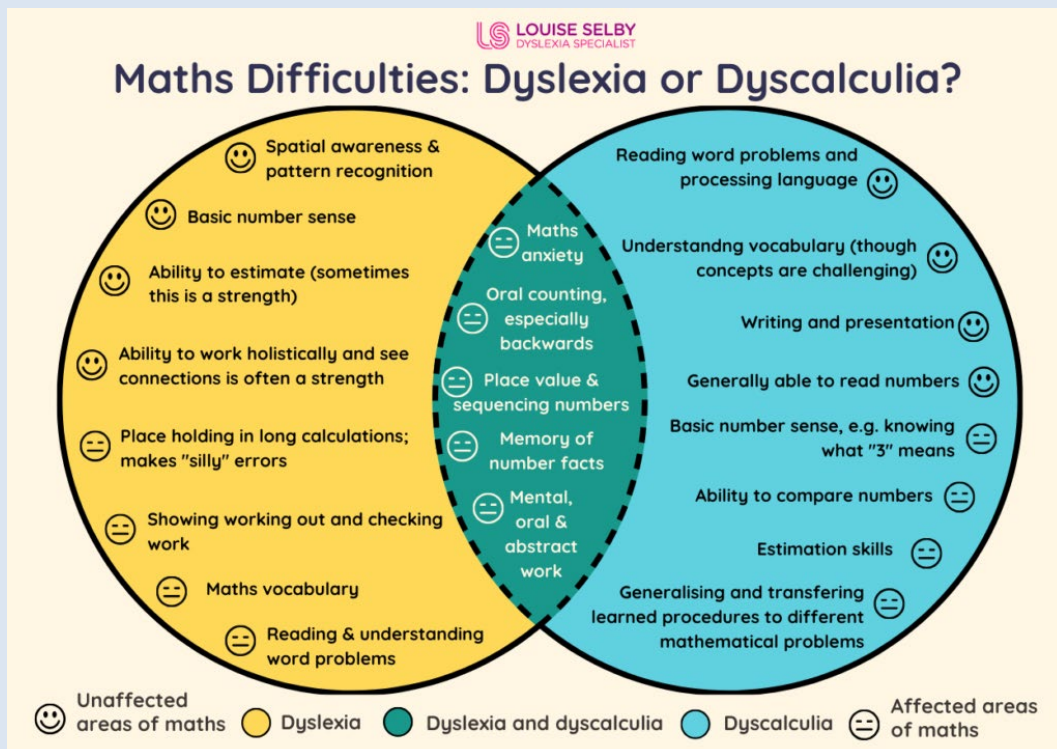 LS LOUISE SELBY
DYSLEXIA SPECIALIST
Maths Difficulties: Dyslexia or Dyscalculia?
Spatial awareness &
pattern recognition
Basic number sense
Ability to estimate (sometimes
this is a strength)
Ability to work holistically and see
connections is often a strength
Place holding in long calculations;
makes "silly" errors
Showing working out and checking
work
Maths vocabulary
Reading & understanding
word problems
Maths
anxiety
Oral counting,
especially
backwards
Place value &
sequencing numbers
Memory of
number facts
Mental,
oral &
abstract
work
Reading word problems and
processing language
Understandng vocabulary (though
concepts are challenging)
Writing and presentation
Generally able to read numbers
Basic number sense, e.g. knowing
what "3" means
Ability to compare numbers
Estimation skills
Generalising and transfering
learned procedures to different
mathematical problems
Unaffected
areas of maths
Dyslexia
Dyslexia and dyscalculia
Dyscalculia
Affected areas
of maths